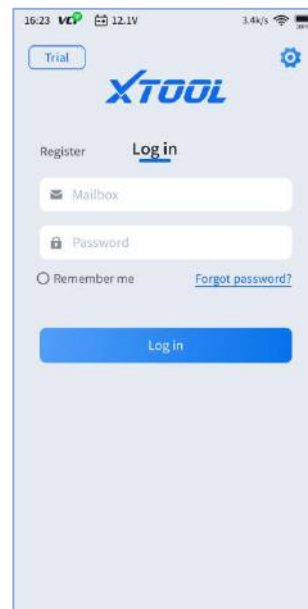 16:23 VCI 12.1V 3.4k/s
Trial
XTOOL
Register Log in
Mailbox
Password
Remember me Forgot password?
Log in